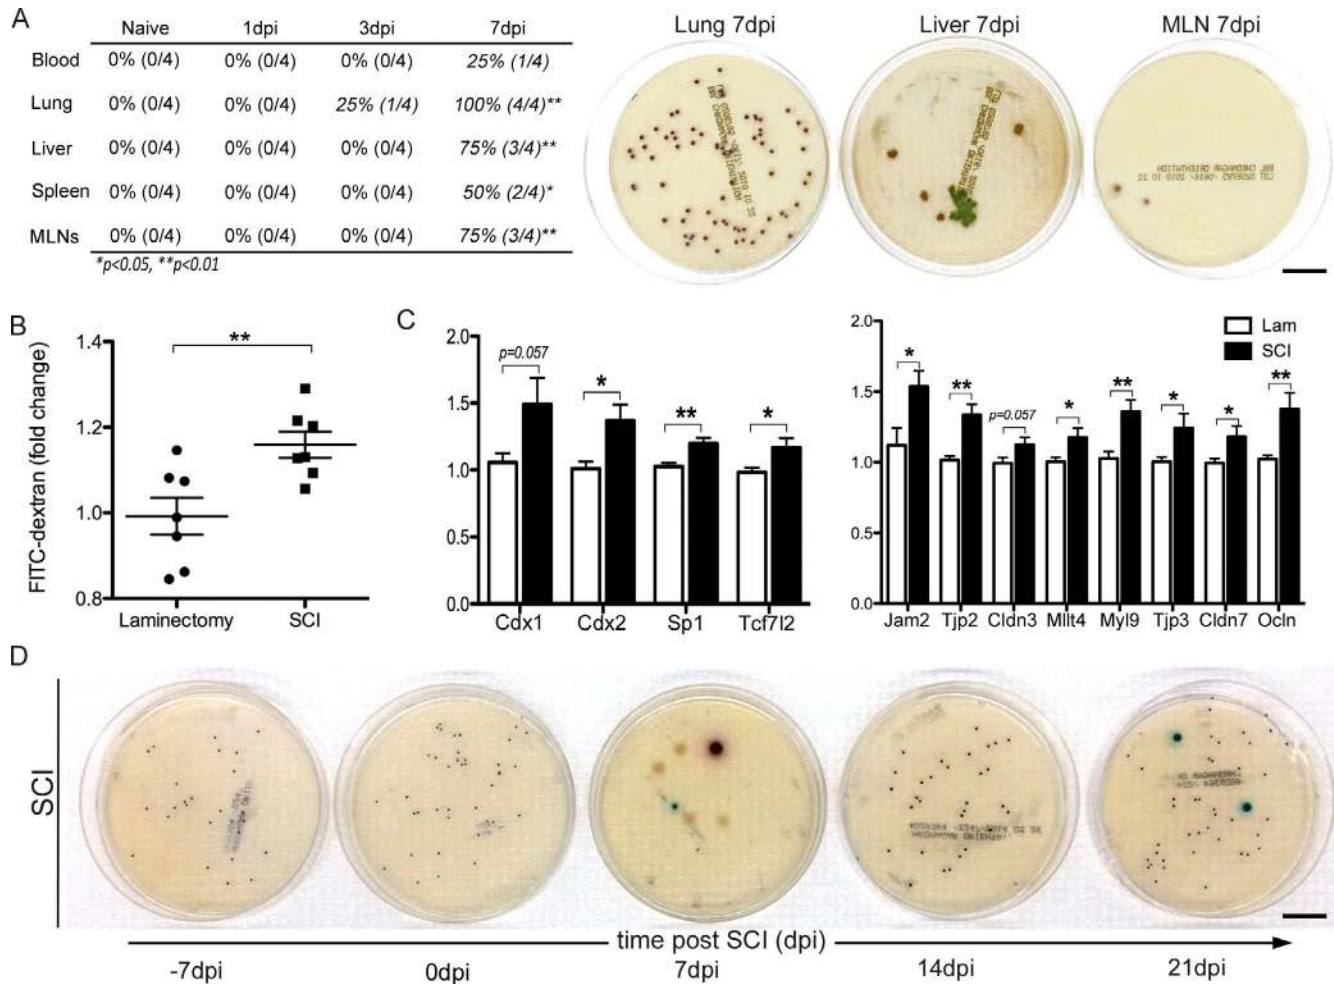 A
Naive 1dpi 3dpi 7dpi
Blood 0% (0/4) 0% (0/4) 0% (0/4) 25% (1/4)
Lung 0% (0/4) 0% (0/4) 25% (1/4) 100% (4/4)**
Liver 0% (0/4) 0% (0/4) 0% (0/4) 75% (3/4)**
Spleen 0% (0/4) 0% (0/4) 0% (0/4) 50% (2/4)*
MLNs 0% (0/4) 0% (0/4) 0% (0/4) 75% (3/4)**
*p<0.05, **p<0.01
Lung 7dpi Liver 7dpi MLN 7dpi
B
FITC-dextran (fold change)
1.4
1.2
1.0
0.8
**
Laminectomy SCI
C
2.0
1.5
1.0
0.5
0.0
p=0.057 * ** *
Cdx1 Cdx2 Sp1 Tcf7l2
2.0
1.5
1.0
0.5
0.0
Lam
SCI
* ** p=0.057 * ** * * **
Jam2 Tjp2 Cldn3 Mllt4 Myl9 Tjp3 Cldn7 Ocln
D
SCI
time post SCI (dpi)
-7dpi 0dpi 7dpi 14dpi 21dpi